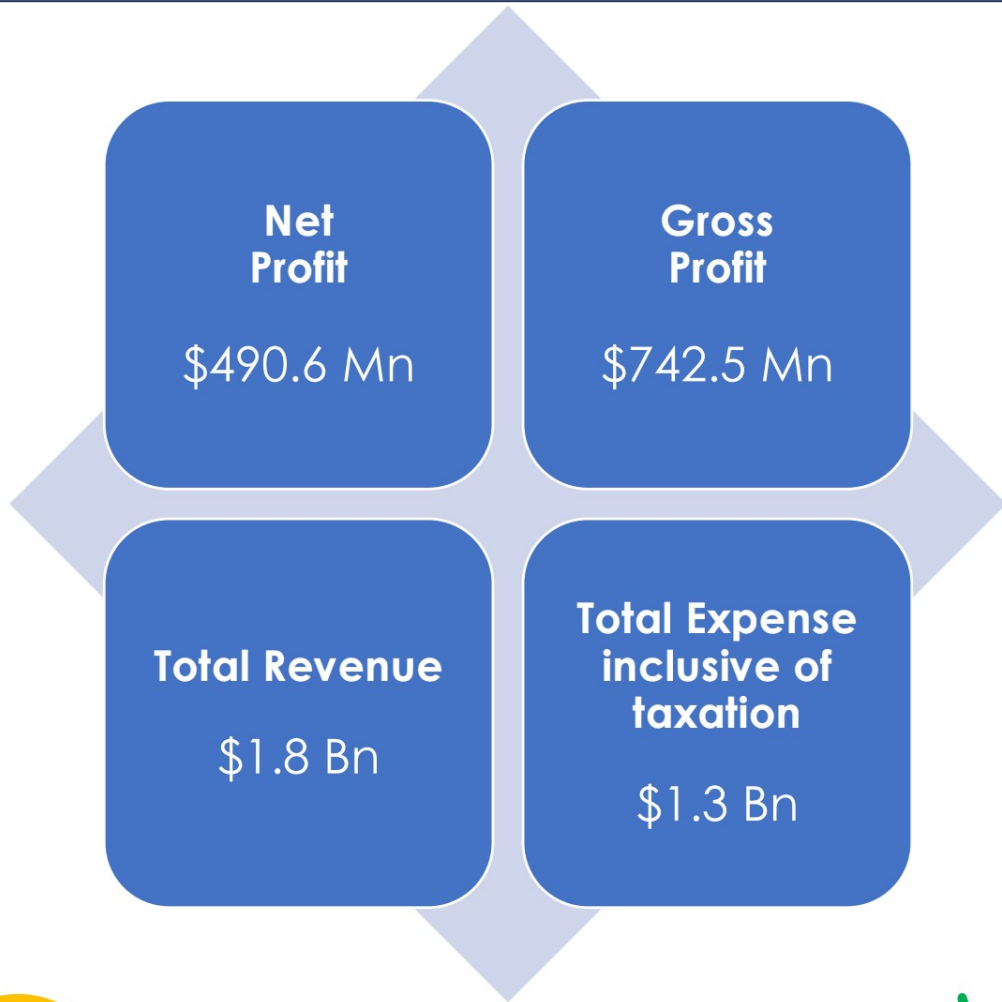 Net
Profit
$490.6 Mn
Gross
Profit
$742.5 Mn
Total Revenue
$1.8 Bn
Total Expense
inclusive of
taxation
$1.3 Bn